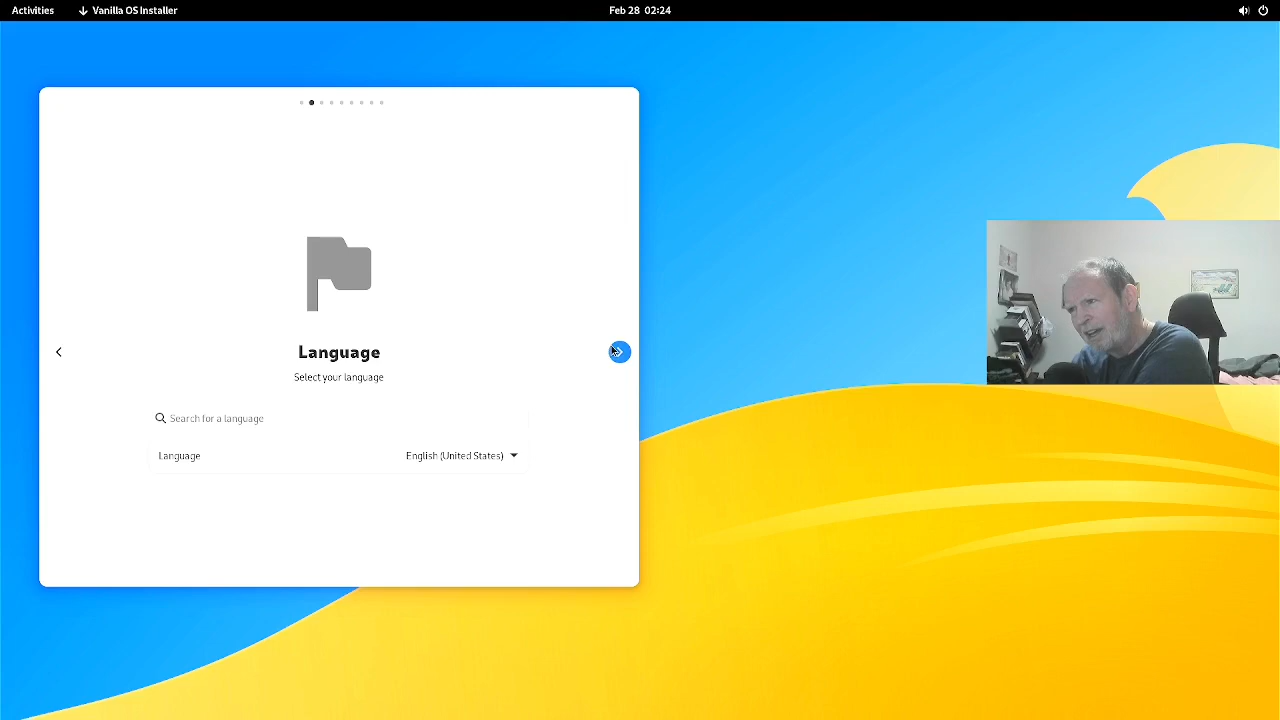 Activities
Vanilla OS Installer
Feb 28 02:24
Language
Select your language
Search for a language
Language
English (United States)